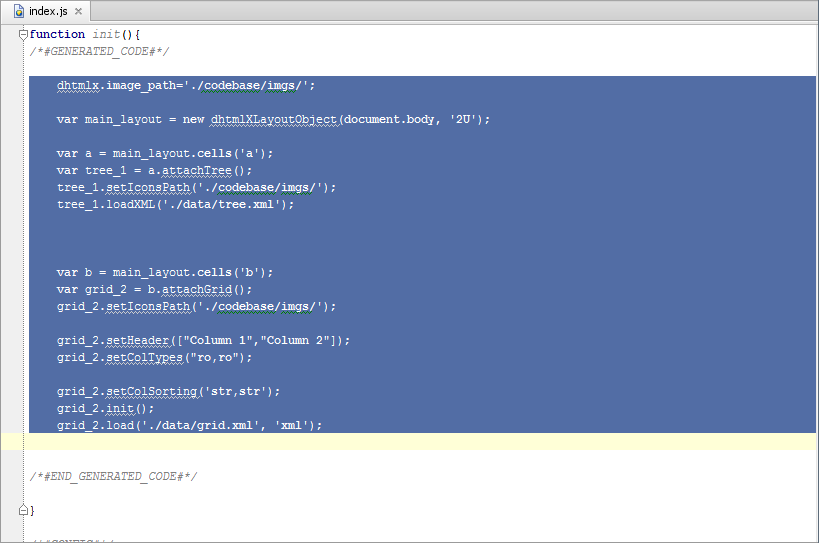 index.js
function init(){
/*#GENERATED_CODE#*/
dhtmlx.image_path='./codebase/imgs/';
var main_layout = new dhtmlXLayoutObject(document.body, '2U');
var a = main_layout.cells('a');
var tree_1 = a.attachTree();
tree_1.setIconsPath('./codebase/imgs/');
tree_1.loadXML('./data/tree.xml');
var b = main_layout.cells('b');
var grid_2 = b.attachGrid();
grid_2.setIconsPath('./codebase/imgs/');
grid_2.setHeader(["Column 1","Column 2"]);
grid_2.setColTypes("ro,ro");
grid_2.setColSorting('str,str');
grid_2.init();
grid_2.load('./data/grid.xml', 'xml');
/*#END_GENERATED_CODE#*/
}